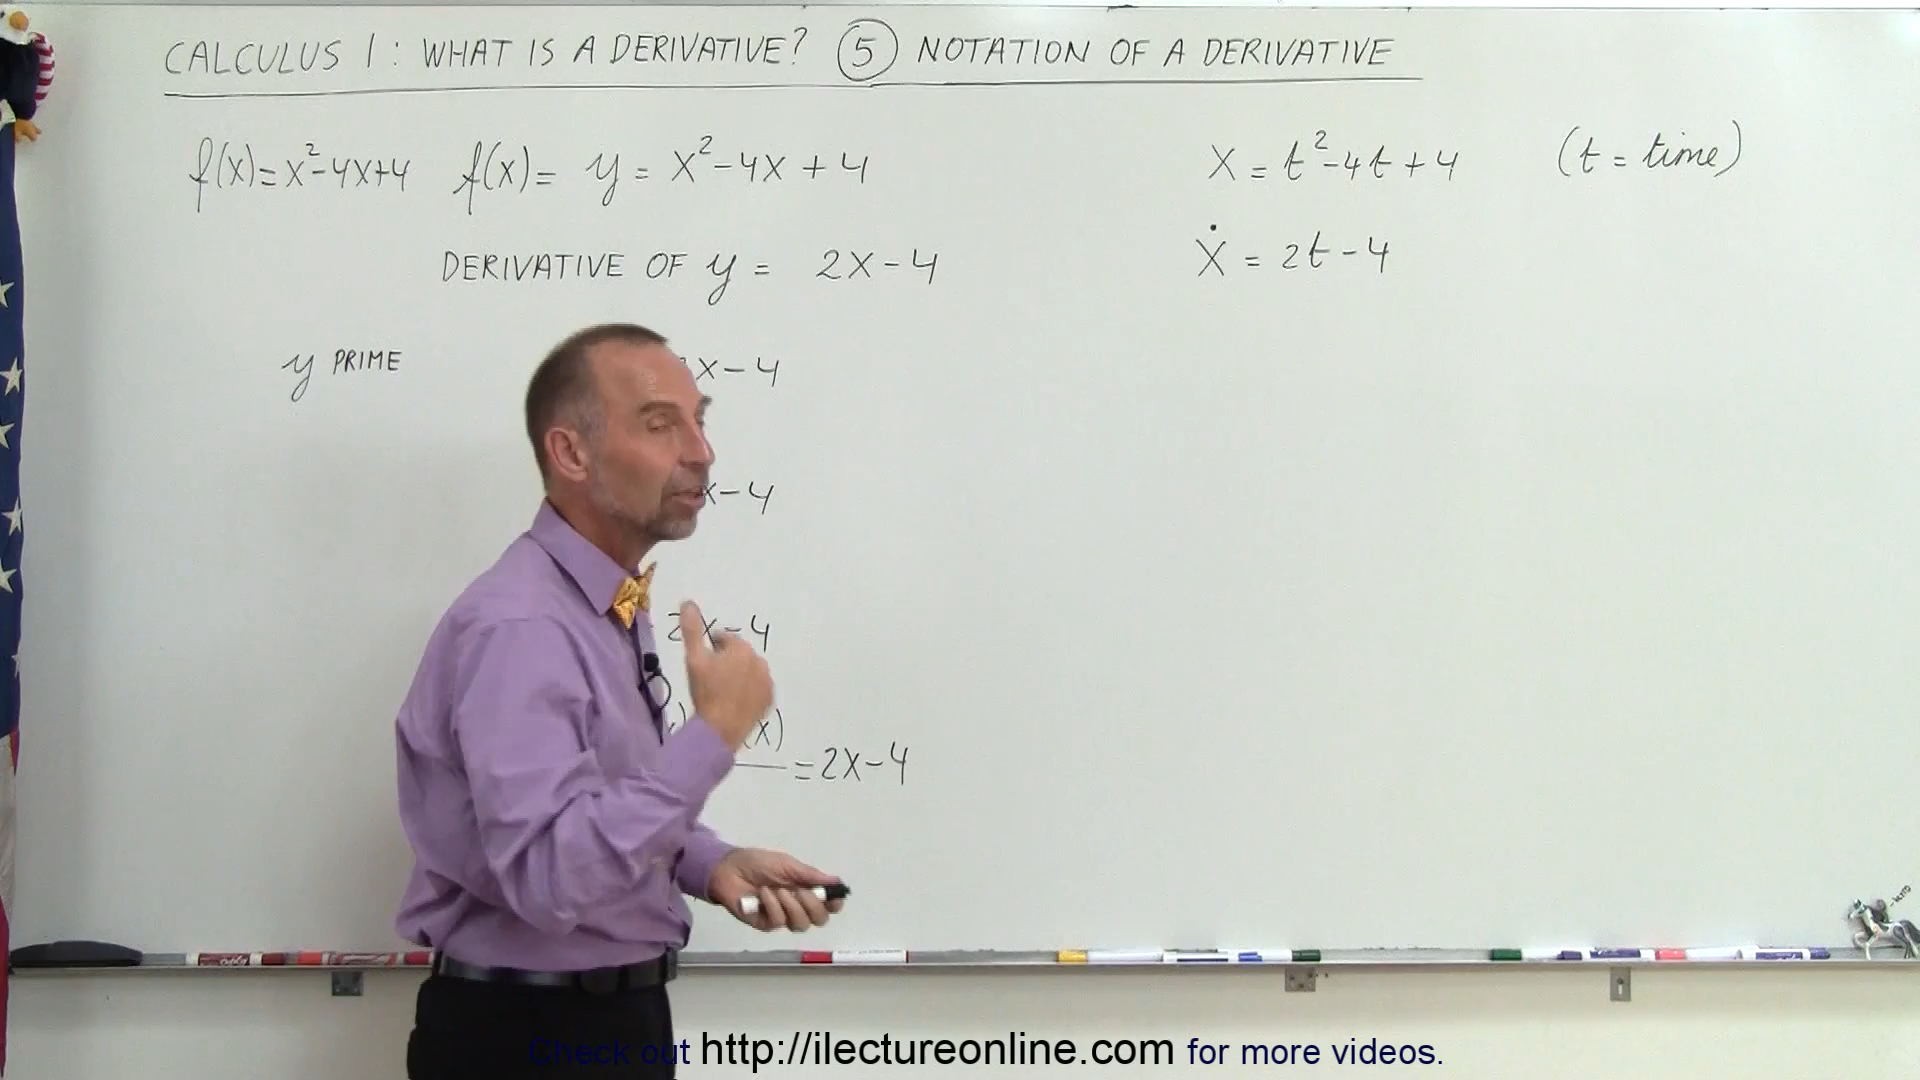 CALCULUS 1: WHAT IS A DERIVATIVE? ⑤ NOTATION OF A DERIVATIVE
f(x)=x²-4x+4 f(x)= y = x²-4x+4
DERIVATIVE OF y = 2x-4
y PRIME x-4
x-4
2x-4
(x)
=2x-4
x = t²-4t+4 (t = time)
ẋ = 2t-4
Check out http://ilectureonline.com for more videos.